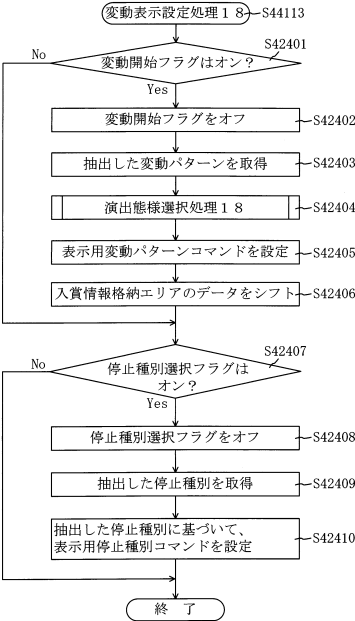 変動表示設定処理１８ S44113
S42401
No
変動開始フラグはオン？
Yes
変動開始フラグをオフ S42402
抽出した変動パターンを取得 S42403
演出態様選択処理１８ S42404
表示用変動パターンコマンドを設定 S42405
入賞情報格納エリアのデータをシフト S42406
S42407
No
停止種別選択フラグは
オン？
Yes
停止種別選択フラグをオフ S42408
抽出した停止種別を取得 S42409
抽出した停止種別に基づいて、
表示用停止種別コマンドを設定 S42410
終　了